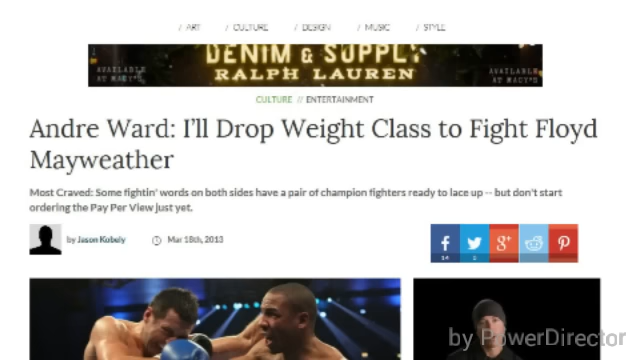 / ART / CULTURE / DESIGN / MUSIC / STYLE
DENIM & SUPPLY
RALPH LAUREN
AVAILABLE
AT MACY'S
AVAILABLE
AT MACY'S
CULTURE // ENTERTAINMENT
Andre Ward: I'll Drop Weight Class to Fight Floyd
Mayweather
Most Craved: Some fightin' words on both sides have a pair of champion fighters ready to lace up -- but don't start
ordering the Pay Per View just yet.
by Jason Kobely Mar 18th, 2013
by PowerDirector